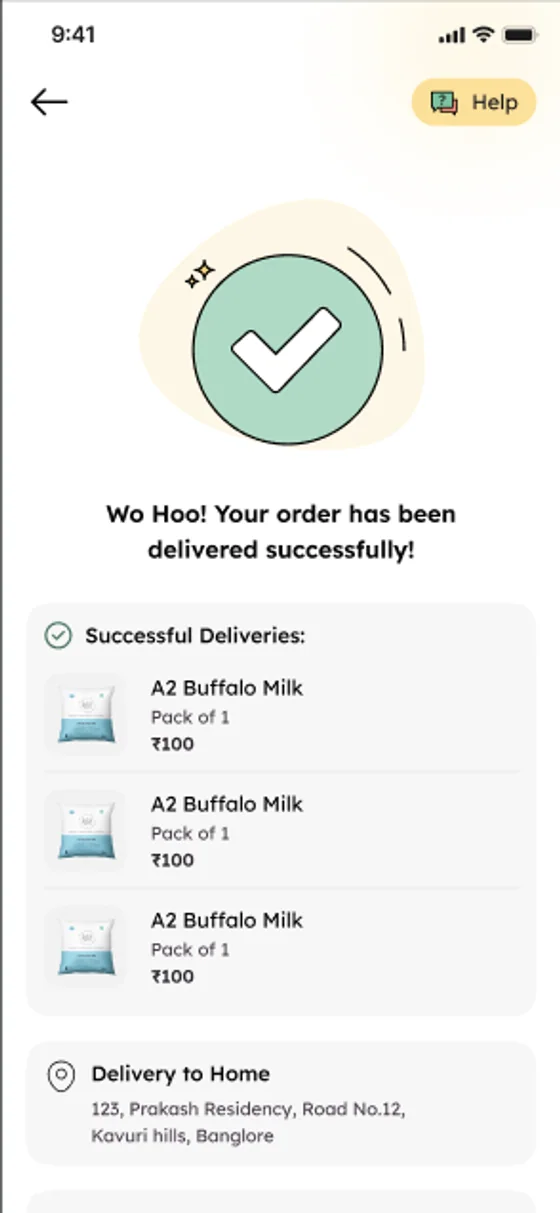 9:41
Help
Wo Hoo! Your order has been
delivered successfully!
Successful Deliveries:
A2 Buffalo Milk
Pack of 1
₹100
A2 Buffalo Milk
Pack of 1
₹100
A2 Buffalo Milk
Pack of 1
₹100
Delivery to Home
123, Prakash Residency, Road No.12,
Kavuri hills, Banglore